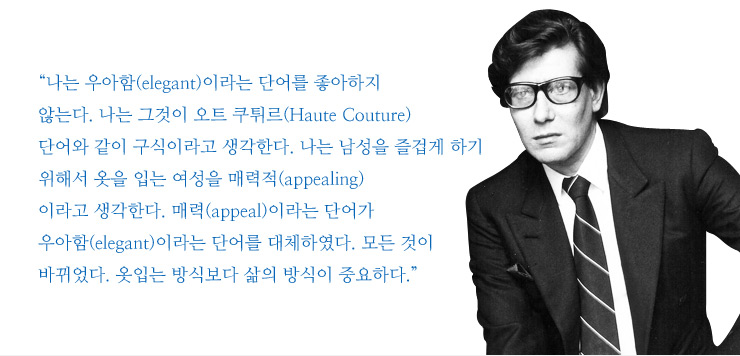 “나는 우아함(elegant)이라는 단어를 좋아하지
않는다. 나는 그것이 오트 쿠튀르(Haute Couture)
단어와 같이 구식이라고 생각한다. 나는 남성을 즐겁게 하기
위해서 옷을 입는 여성을 매력적(appealing)
이라고 생각한다. 매력(appeal)이라는 단어가
우아함(elegant)이라는 단어를 대체하였다. 모든 것이
바뀌었다. 옷입는 방식보다 삶의 방식이 중요하다.”